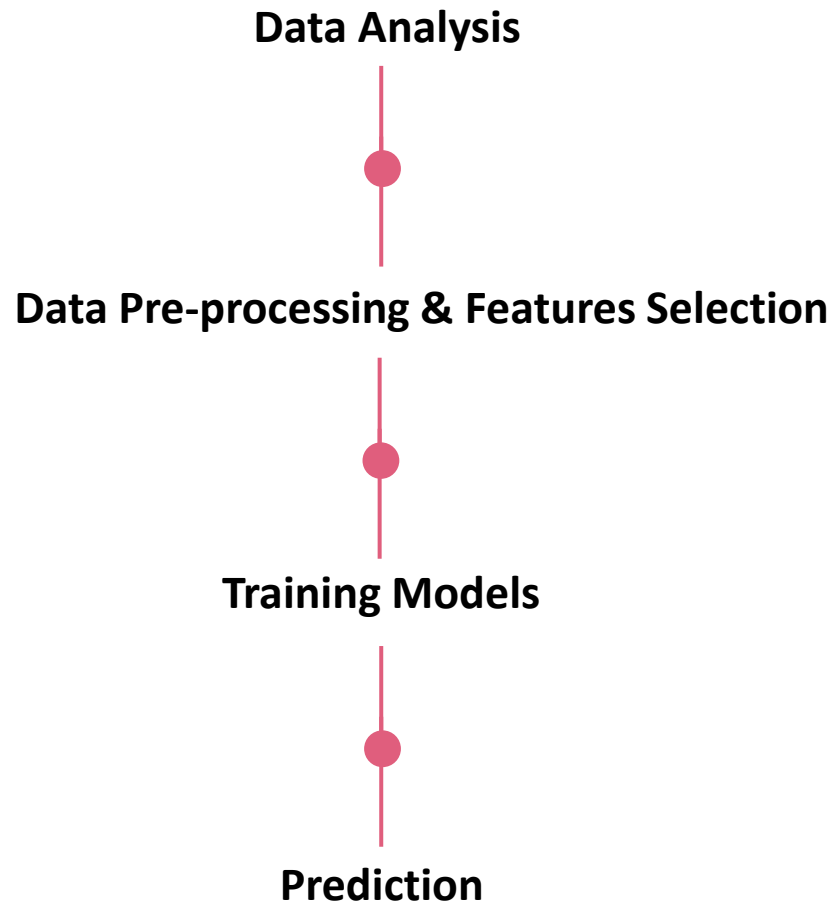 Data Analysis
Data Pre-processing & Features Selection
Training Models
Prediction